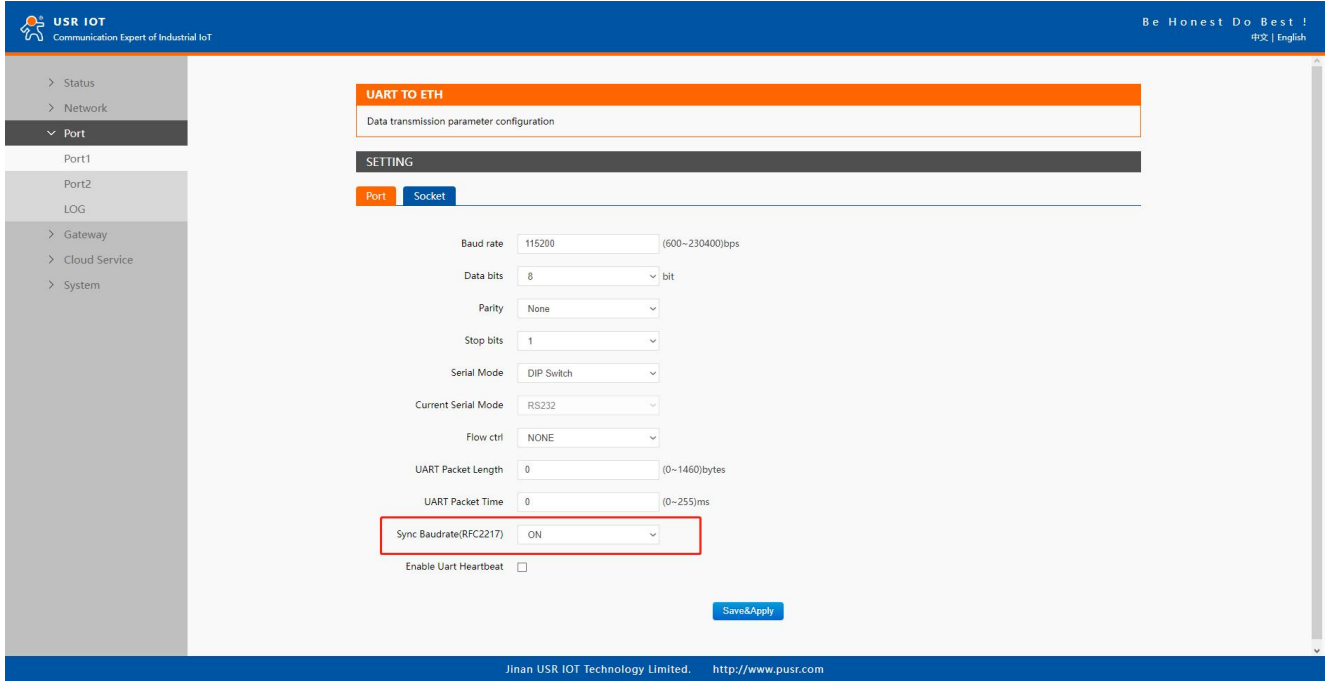 USR IOT
Communication Expert of Industrial IoT
Be Honest Do Best !
中文 | English
Status
Network
Port
Port1
Port2
LOG
Gateway
Cloud Service
System
UART TO ETH
Data transmission parameter configuration
SETTING
Port Socket
Baud rate 115200 (600~230400)bps
Data bits 8 bit
Parity None
Stop bits 1
Serial Mode DIP Switch
Current Serial Mode RS232
Flow ctrl NONE
UART Packet Length 0 (0~1460)bytes
UART Packet Time 0 (0~255)ms
Sync Baudrate(RFC2217) ON
Enable Uart Heartbeat
Save&Apply
Jinan USR IOT Technology Limited. http://www.pusr.com